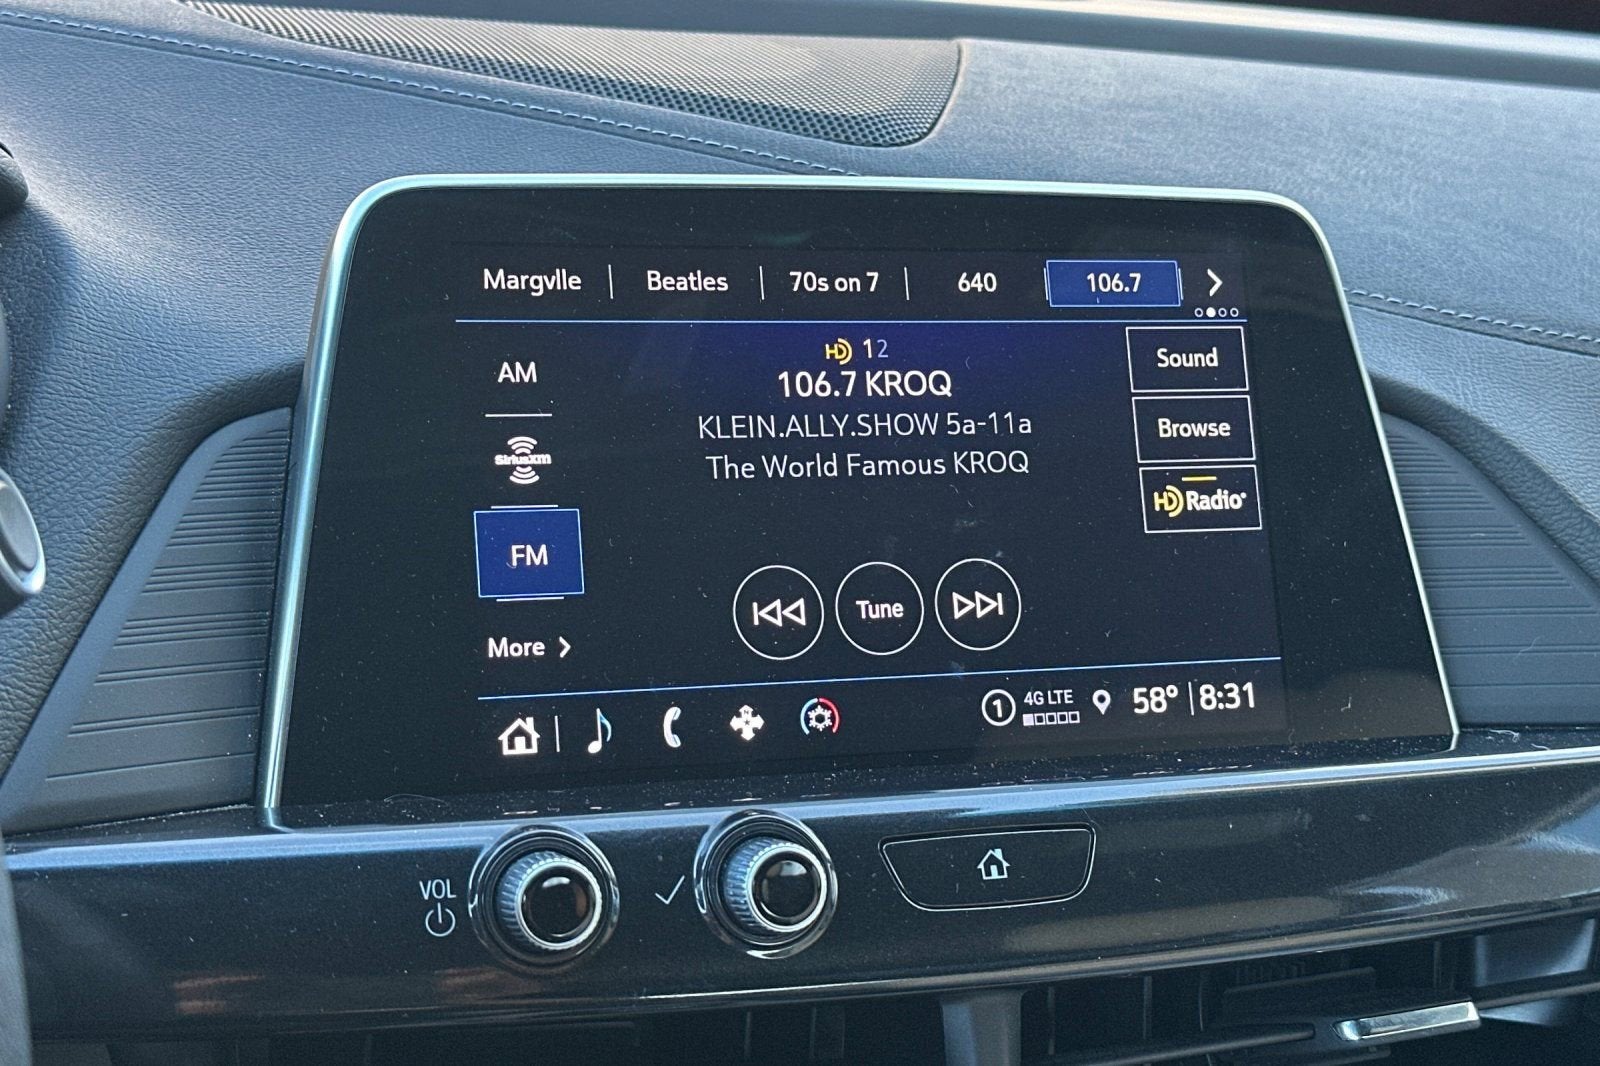 Margvlle | Beatles | 70s on 7 | 640 106.7
HD 12
106.7 KROQ
KLEIN.ALLY.SHOW 5a-11a
The World Famous KROQ
AM
SiriusXM
FM
More
Sound
Browse
HD Radio
Tune
1 4G LTE 58° 8:31
VOL